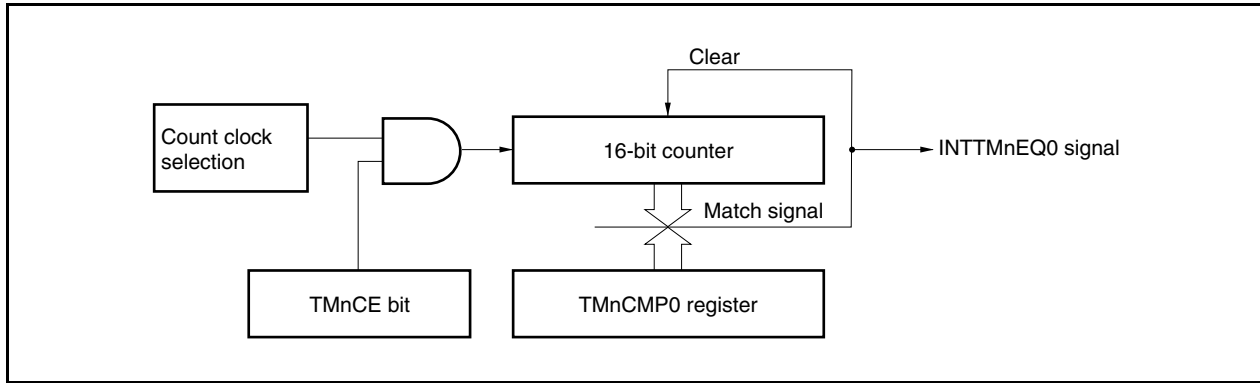 Clear
Count clock
selection
16-bit counter
INTTMnEQ0 signal
Match signal
TMnCE bit
TMnCMP0 register